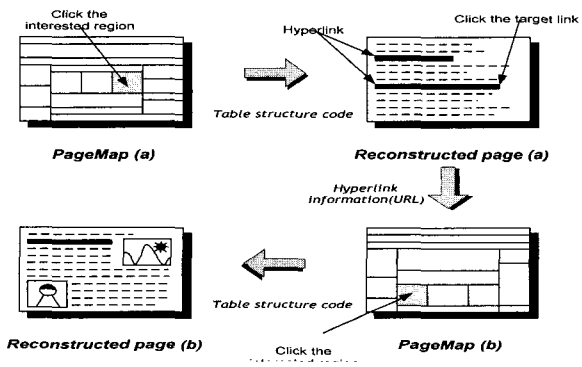 Click the
interested region
Hyperlink
Click the target link
Table structure code
PageMap (a)
Reconstructed page (a)
Hyperlink
information(URL)
Table structure code
Reconstructed page (b)
PageMap (b)
Click the